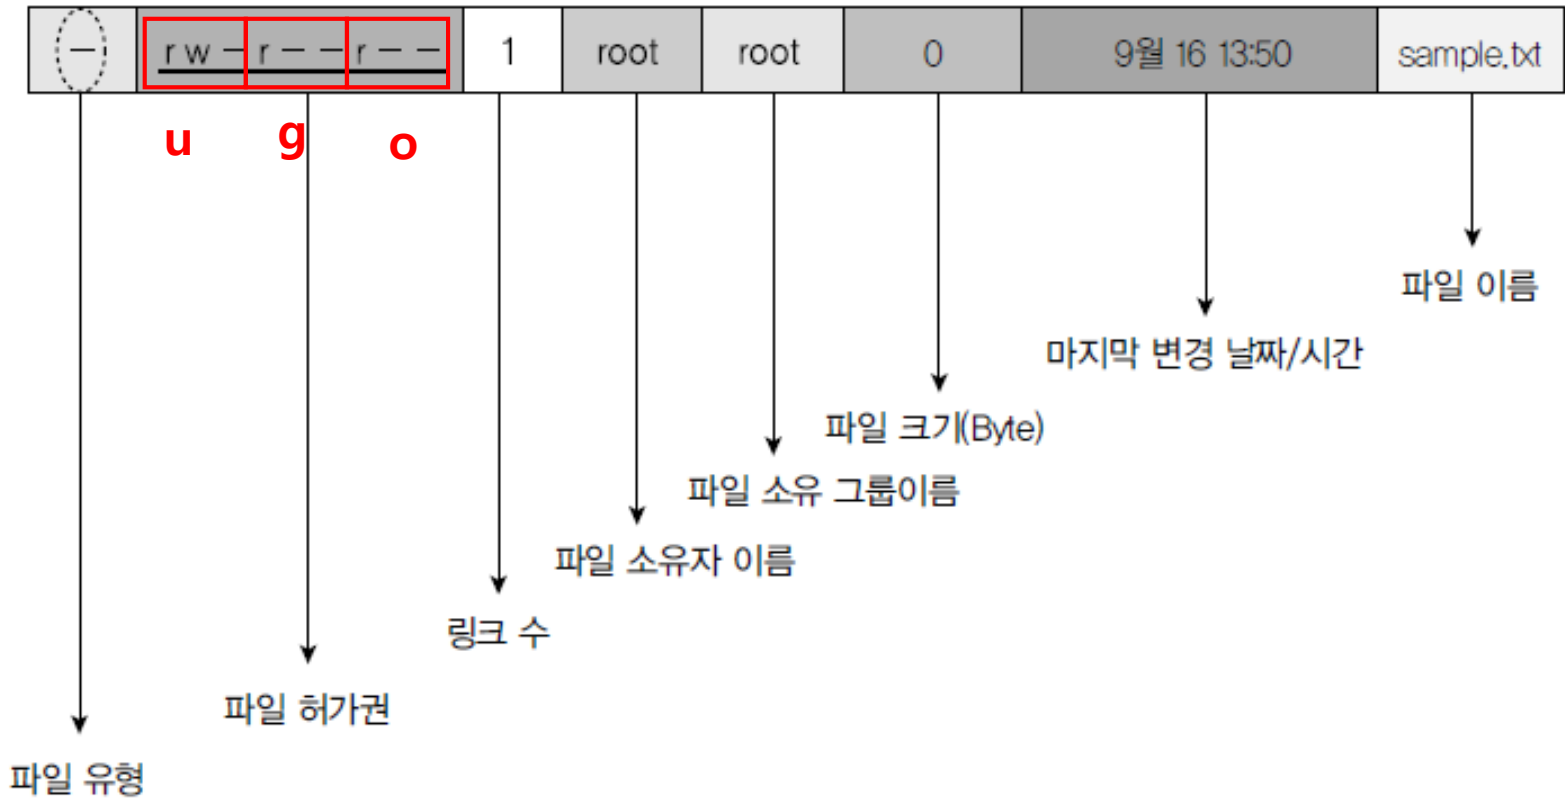 — rw–r––r–– 1 root root 0 9월 16 13:50 sample.txt
u g o
파일 이름
마지막 변경 날짜/시간
파일 크기(Byte)
파일 소유 그룹이름
파일 소유자 이름
링크 수
파일 허가권
파일 유형